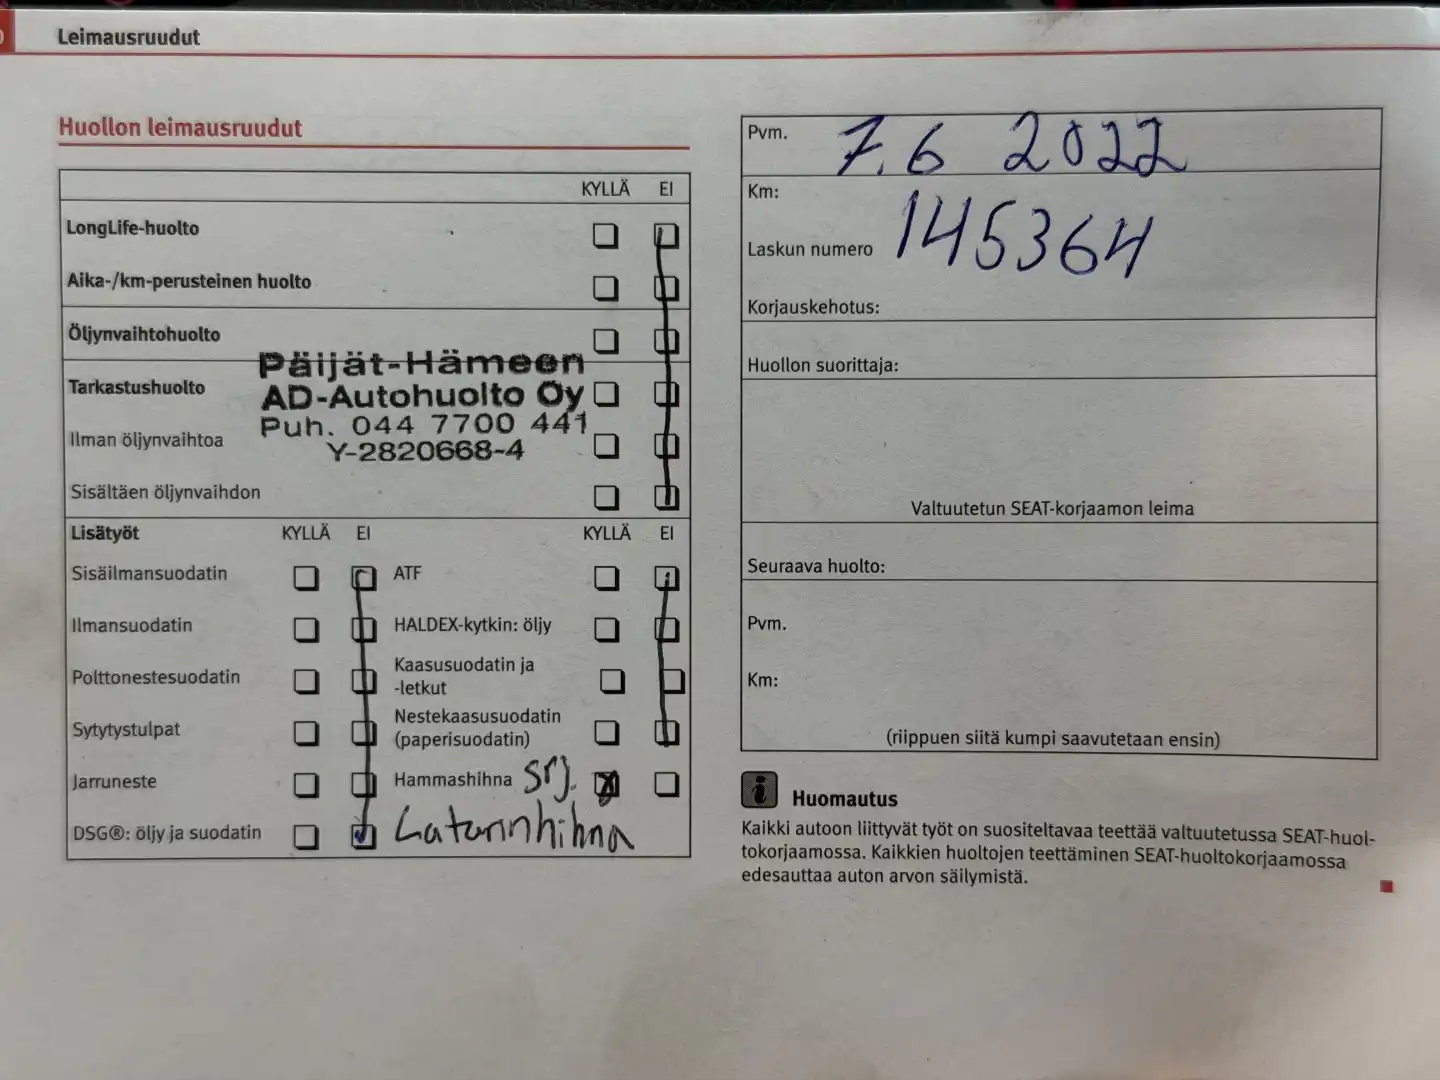 Leimausruudut
Huollon leimausruudut
KYLLÄ EI
LongLife-huolto
Aika-/km-perusteinen huolto
Öljynvaihtohuolto
Tarkastushuolto
Ilman öljynvaihtoa
Sisältäen öljynvaihdon
Päijät-Hämeen
AD-Autohuolto Oy
Puh. 044 7700 441
Y-2820668-4
Lisätyöt KYLLÄ EI KYLLÄ EI
Sisäilmansuodatin ATF
Ilmansuodatin HALDEX-kytkin: öljy
Polttonestesuodatin Kaasusuodatin ja
-letkut
Sytytystulpat Nestekaasusuodatin
(paperisuodatin)
Jarruneste Hammashihna srj.
DSG®: öljy ja suodatin Laturinhihna
Pvm. 7.6 2022
Km: 145364
Laskun numero
Korjauskehotus:
Huollon suorittaja:
Valtuutetun SEAT-korjaamon leima
Seuraava huolto:
Pvm.
Km:
(riippuen siitä kumpi saavutetaan ensin)
i Huomautus
Kaikki autoon liittyvät työt on suositeltavaa teettää valtuutetussa SEAT-huol-
tokorjaamossa. Kaikkien huoltojen teettäminen SEAT-huoltokorjaamossa
edesauttaa auton arvon säilymistä.